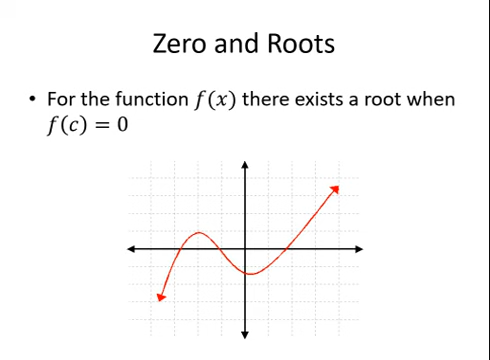 Zero and Roots
• For the function 𝑓(𝑥) there exists a root when
𝑓(𝑐) = 0